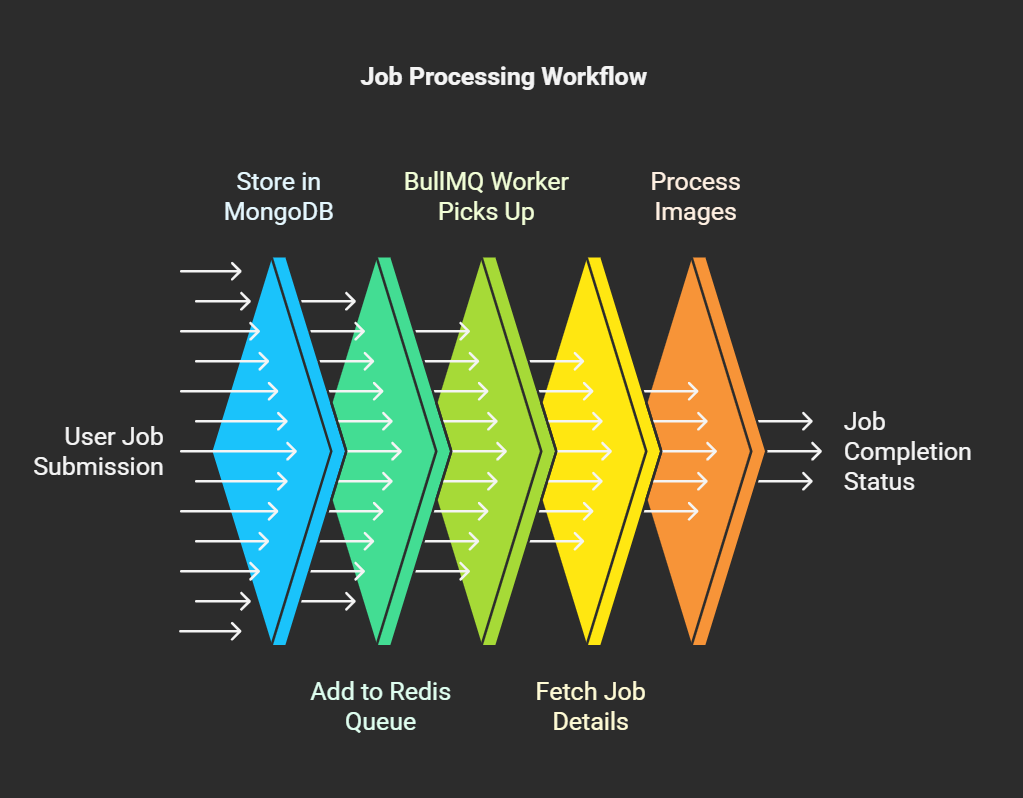 Job Processing Workflow
Store in
MongoDB
BullMQ Worker
Picks Up
Process
Images
User Job
Submission
Job
Completion
Status
Add to Redis
Queue
Fetch Job
Details